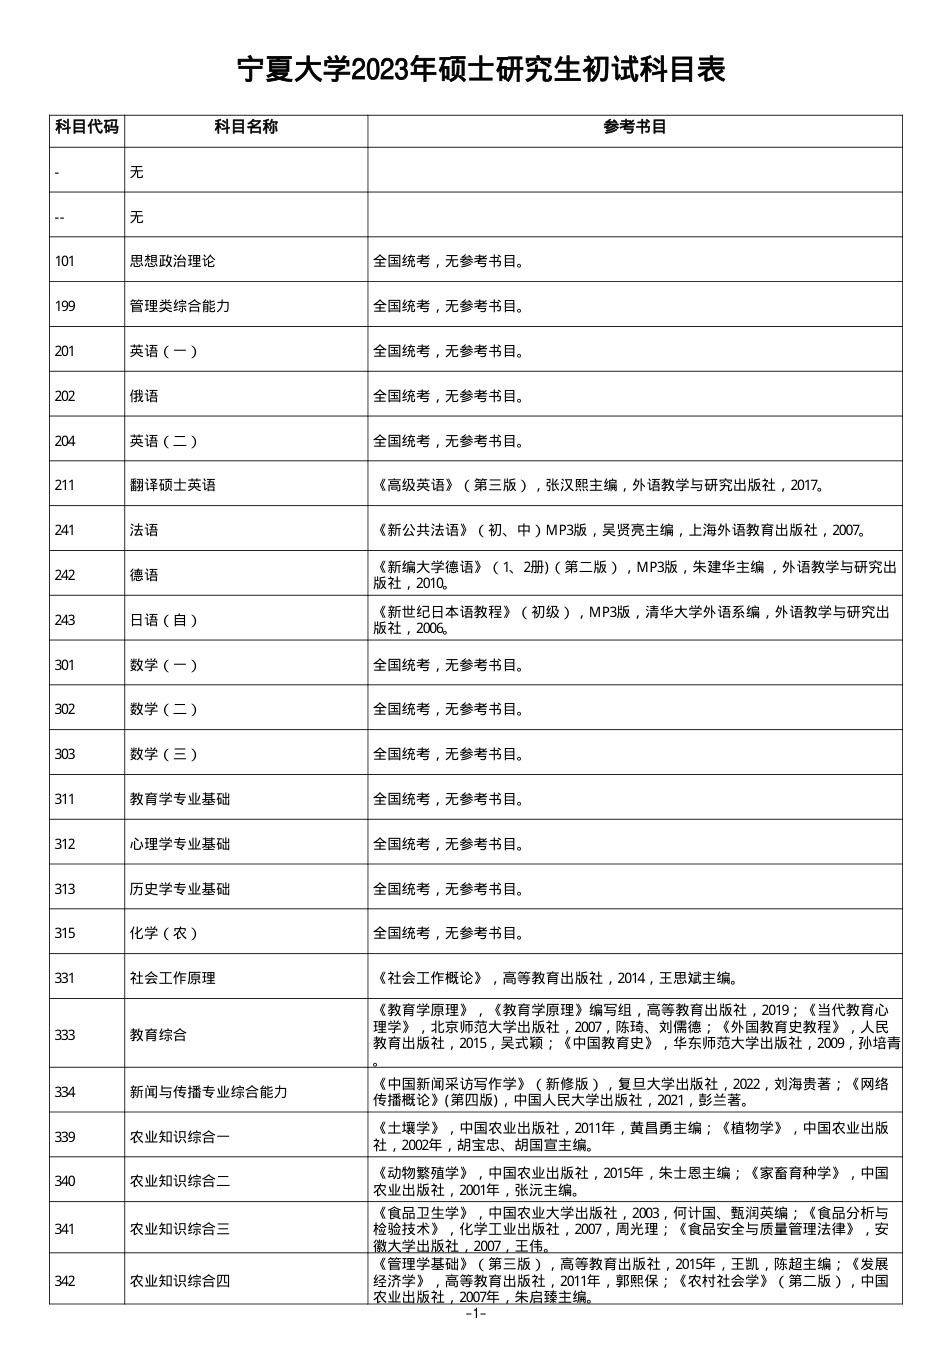 宁夏大学2023年硕士研究生初试科目表
科目代码 科目名称 参考书目
- 无
-- 无
101 思想政治理论 全国统考，无参考书目。
199 管理类综合能力 全国统考，无参考书目。
201 英语（一） 全国统考，无参考书目。
202 俄语 全国统考，无参考书目。
204 英语（二） 全国统考，无参考书目。
211 翻译硕士英语 《高级英语》（第三版），张汉熙主编，外语教学与研究出版社，2017。
241 法语 《新公共法语》（初、中）MP3版，吴贤亮主编，上海外语教育出版社，2007。
242 德语 《新编大学德语》（1、2册)（第二版），MP3版，朱建华主编 ，外语教学与研究出
版社，2010。
243 日语（自） 《新世纪日本语教程》（初级），MP3版，清华大学外语系编，外语教学与研究出
版社，2006。
301 数学（一） 全国统考，无参考书目。
302 数学（二） 全国统考，无参考书目。
303 数学（三） 全国统考，无参考书目。
311 教育学专业基础 全国统考，无参考书目。
312 心理学专业基础 全国统考，无参考书目。
313 历史学专业基础 全国统考，无参考书目。
315 化学（农） 全国统考，无参考书目。
331 社会工作原理 《社会工作概论》，高等教育出版社，2014，王思斌主编。
333 教育综合 《教育学原理》，《教育学原理》编写组，高等教育出版社，2019；《当代教育心
理学》，北京师范大学出版社，2007，陈琦、刘儒德；《外国教育史教程》，人民
教育出版社，2015，吴式颖；《中国教育史》，华东师范大学出版社，2009，孙培青
。
334 新闻与传播专业综合能力 《中国新闻采访写作学》（新修版），复旦大学出版社，2022，刘海贵著；《网络
传播概论》(第四版)，中国人民大学出版社，2021，彭兰著。
339 农业知识综合一 《土壤学》，中国农业出版社，2011年，黄昌勇主编；《植物学》，中国农业出版
社，2002年，胡宝忠、胡国宣主编。
340 农业知识综合二 《动物繁殖学》，中国农业出版社，2015年，朱士恩主编；《家畜育种学》，中国
农业出版社，2001年，张沅主编。
341 农业知识综合三 《食品卫生学》，中国农业大学出版社，2003，何计国、甄润英编；《食品分析与
检验技术》，化学工业出版社，2007，周光理；《食品安全与质量管理法律》，安
徽大学出版社，2007，王伟。
342 农业知识综合四 《管理学基础》（第三版），高等教育出版社，2015年，王凯，陈超主编；《发展
经济学》，高等教育出版社，2011年，郭熙保；《农村社会学》（第二版），中国
农业出版社，2007年，朱启臻主编。
-1-